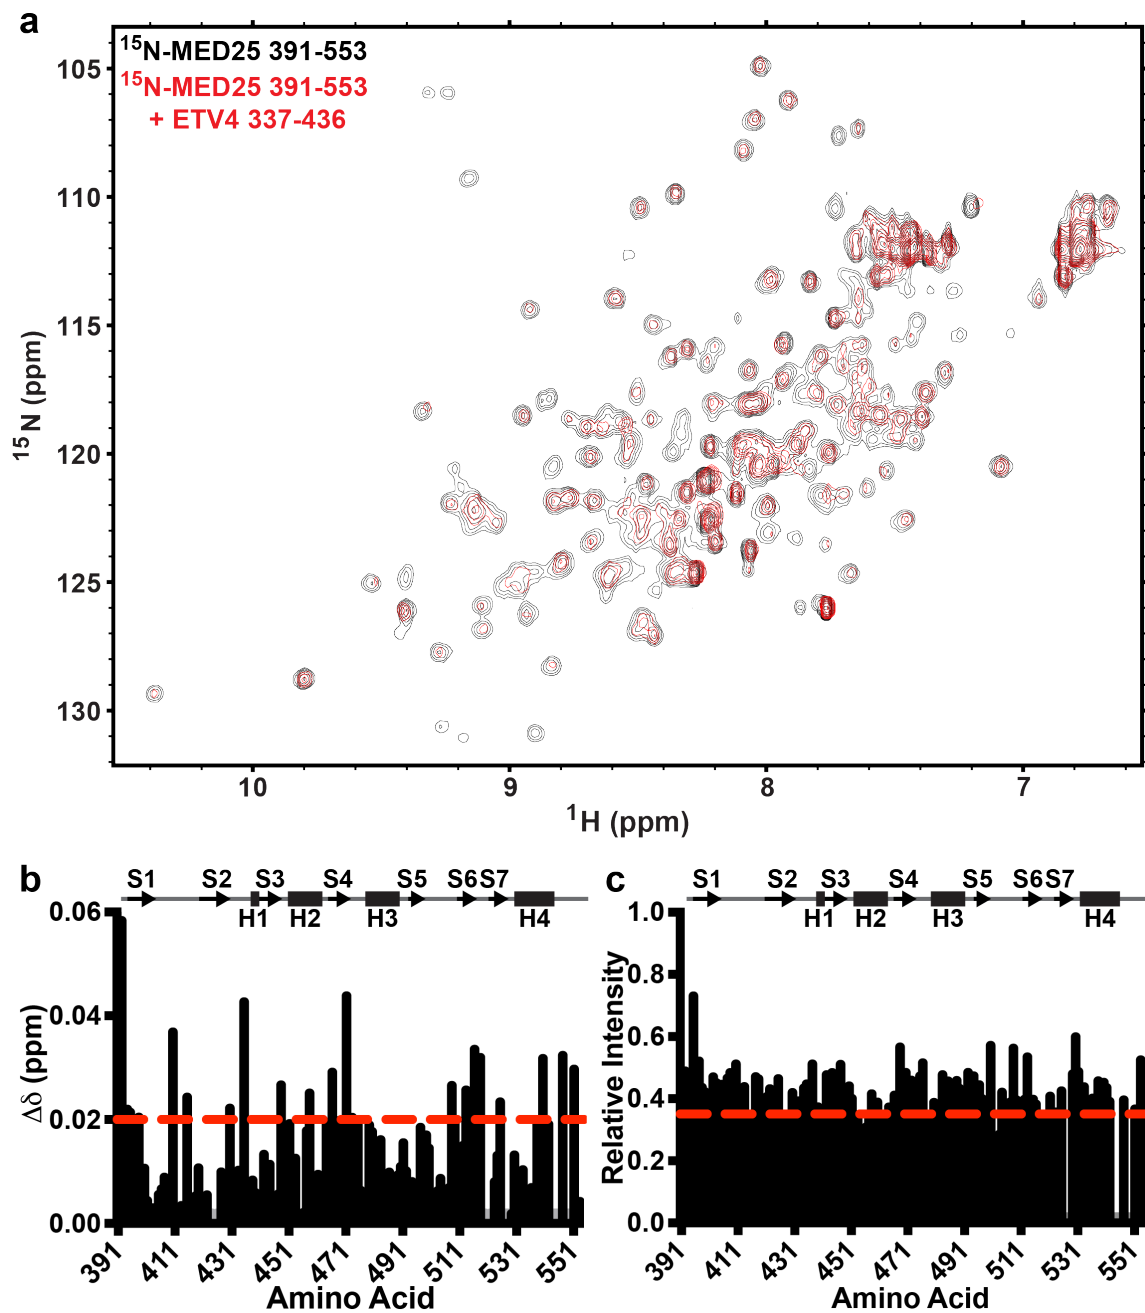 a
15N-MED25 391-553
15N-MED25 391-553
+ ETV4 337-436
105
110
115
120
125
130
15N (ppm)
10 9 8 7
1H (ppm)
b
S1 S2 S3 S4 S5 S6 S7
H1 H2 H3 H4
0.06
0.04
0.02
0.00
Δδ (ppm)
391 411 431 451 471 491 511 531 551
Amino Acid
c
S1 S2 S3 S4 S5 S6 S7
H1 H2 H3 H4
1.0
0.8
0.6
0.4
0.2
0.0
Relative Intensity
391 411 431 451 471 491 511 531 551
Amino Acid